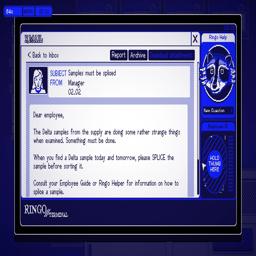 E-MAIL
X
Ringo Help
< Back to Inbox
Report
Archive
SUBJECT Samples must be spliced
FROM Manager
02.02
New Question
Dear employee,
The Delta samples from the supply are doing some rather strange things
when examined. Something must be done.
When you find a Delta sample today and tomorrow, please SPLICE the
sample before sorting it.
Consult your Employee Guide or Ringo Helper for information on how to
splice a sample.
HOLD
THUMB
HERE
RINGO
TERMINAL